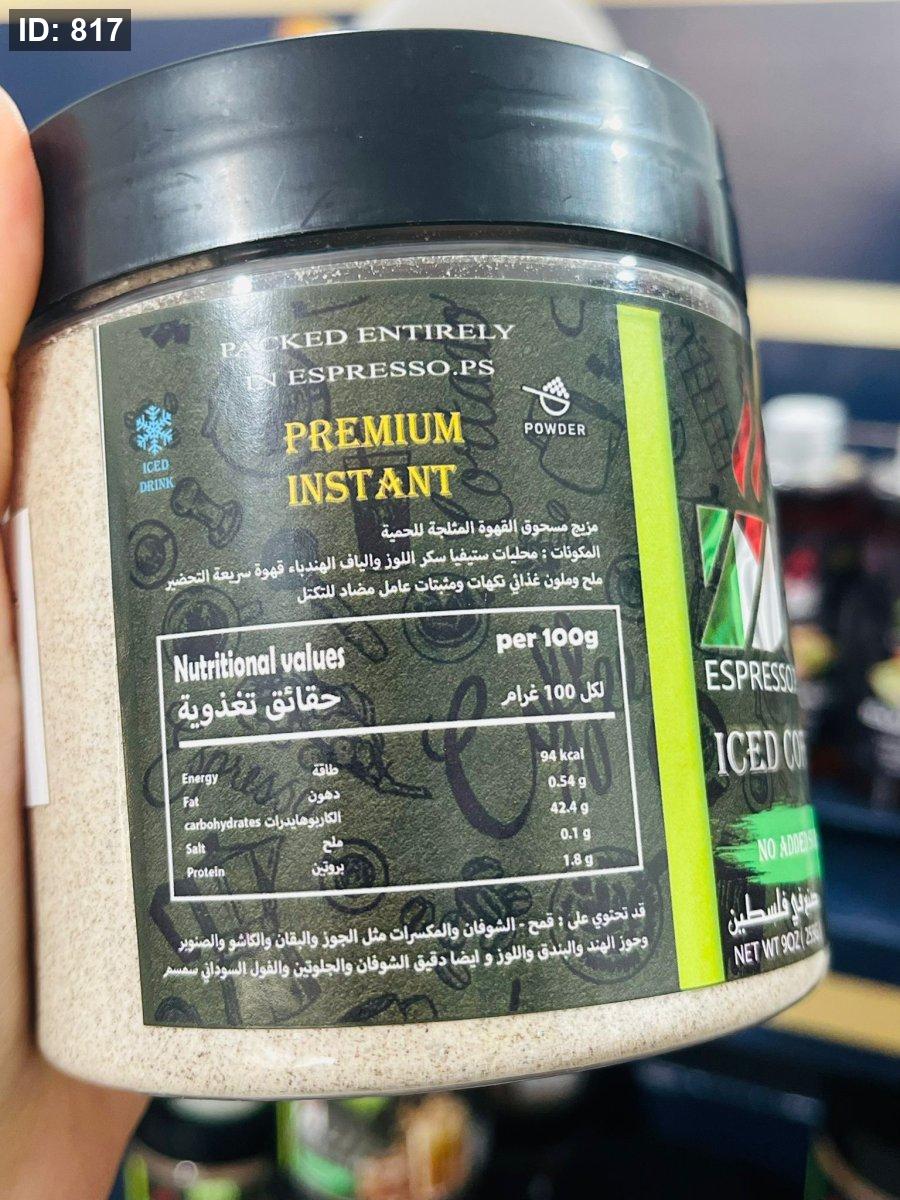 ID: 817
PACKED ENTIRELY
IN ESPRESSO.PS
ICED
DRINK
POWDER
PREMIUM
INSTANT
مزيج مسحوق القهوة المثلجة للحمية
المكونات : محليات ستيفيا سكر اللوز والياف الهندباء قهوة سريعة التحضير
ملح وملون غذائي نكهات ومثبتات عامل مضاد للتكتل
Nutritional values per 100g
حقائق تغذوية لكل 100 غرام
Energy طاقة 94 kcal
Fat دهون 0.54 g
carbohydrates الكاربوهايدرات 42.4 g
Salt ملح 0.1 g
Protein بروتين 1.8 g
قد تحتوي على : قمح - الشوفان والمكسرات مثل الجوز والبقان والكاشو والصنوبر
وجوز الهند والبندق واللوز و ايضا دقيق الشوفان والجلوتين والفول السوداني سمسم
ESPRESSO
ICED
NO ADDED
في فلسطين
NET WT 9OZ